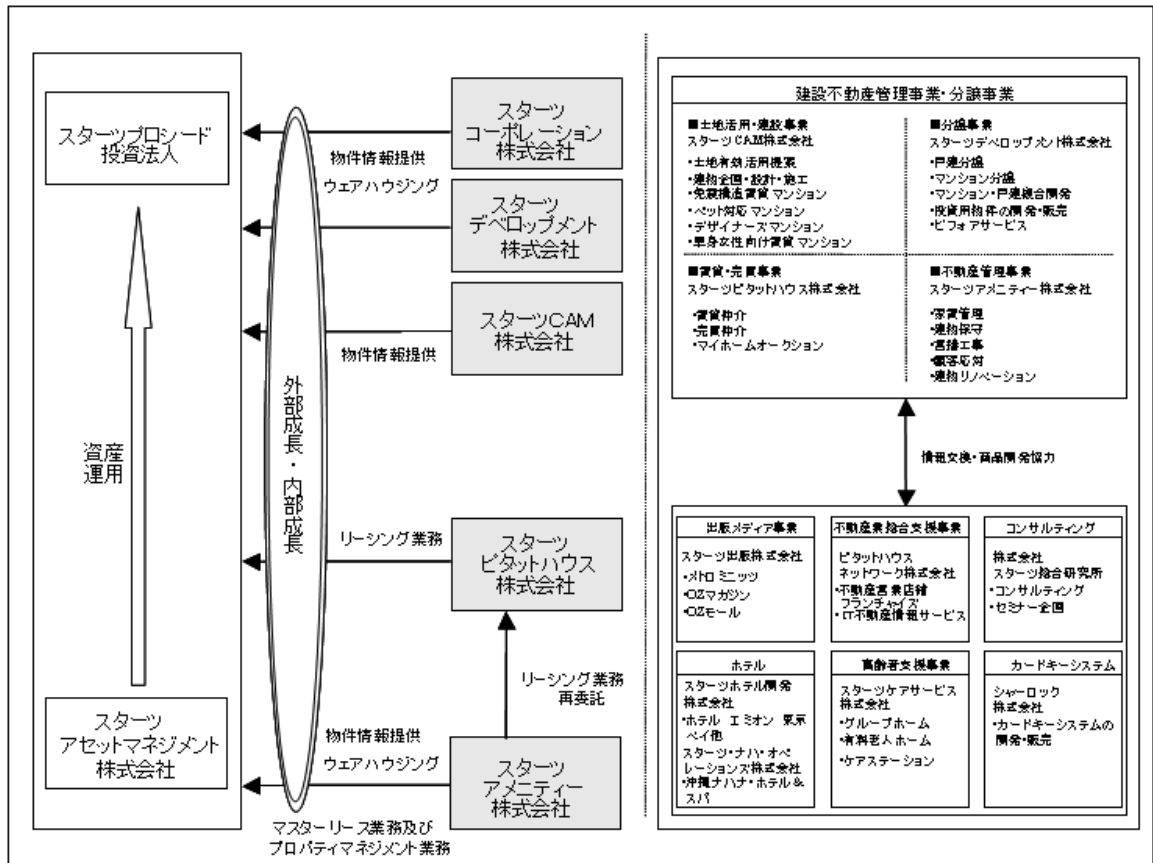 スターツプロシード
投資法人
資産
運用
スターツ
アセットマネジメント
株式会社
外部成長・内部成長
スターツ
コーポレーション
株式会社
物件情報提供
ウェアハウジング
スターツ
デベロップメント
株式会社
スターツCAM
株式会社
物件情報提供
リーシング業務
スターツ
ピタットハウス
株式会社
リーシング業務
再委託
物件情報提供
ウェアハウジング
スターツ
アメニティー
株式会社
マスターリース業務及び
プロパティマネジメント業務
建設不動産管理事業・分譲事業
■土地活用・建設事業
スターツCAM株式会社
・土地有効活用提案
・建物企画・設計・施工
・免震構造賃貸マンション
・ペット対応マンション
・デザイナーズマンション
・単身女性向け賃貸マンション
■分譲事業
スターツデベロップメント株式会社
・戸建分譲
・マンション分譲
・マンション・戸建複合開発
・投資用物件の開発・販売
・ビフォアサービス
■賃貸・売買事業
スターツピタットハウス株式会社
・賃貸仲介
・売買仲介
・マイホームオークション
■不動産管理事業
スターツアメニティー株式会社
・家賃管理
・建物保守
・営繕工事
・顧客応対
・建物リノベーション
情報交換・商品開発協力
出版メディア事業
スターツ出版株式会社
・メトロミニッツ
・OZマガジン
・OZモール
不動産業総合支援事業
ピタットハウス
ネットワーク株式会社
・不動産営業店舗
フランチャイズ
・IT不動産情報サービス
コンサルティング
株式会社
スターツ総合研究所
・コンサルティング
・セミナー企画
ホテル
スターツホテル開発
株式会社
・ホテル エミオン 東京
ベイ他
スターツ・ナハ・オペ
レーションズ株式会社
・沖縄ナハナ・ホテル＆
スパ
高齢者支援事業
スターツケアサービス
株式会社
・グループホーム
・有料老人ホーム
・ケアステーション
カードキーシステム
シャーロック
株式会社
・カードキーシステムの
開発・販売